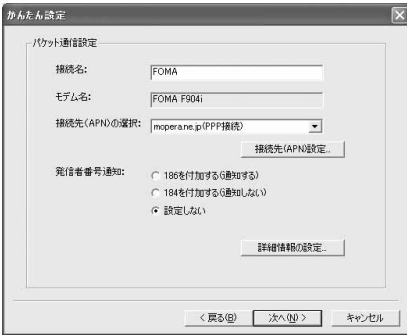 かんたん設定
パケット通信設定
接続名:
FOMA
モデム名:
FOMA F904i
接続先(APN)の選択:
mopera.ne.jp(PPP接続)
接続先(APN)設定...
発信者番号通知:
186を付加する(通知する)
184を付加する(通知しない)
設定しない
詳細情報の設定...
< 戻る(B)
次へ(N) >
キャンセル